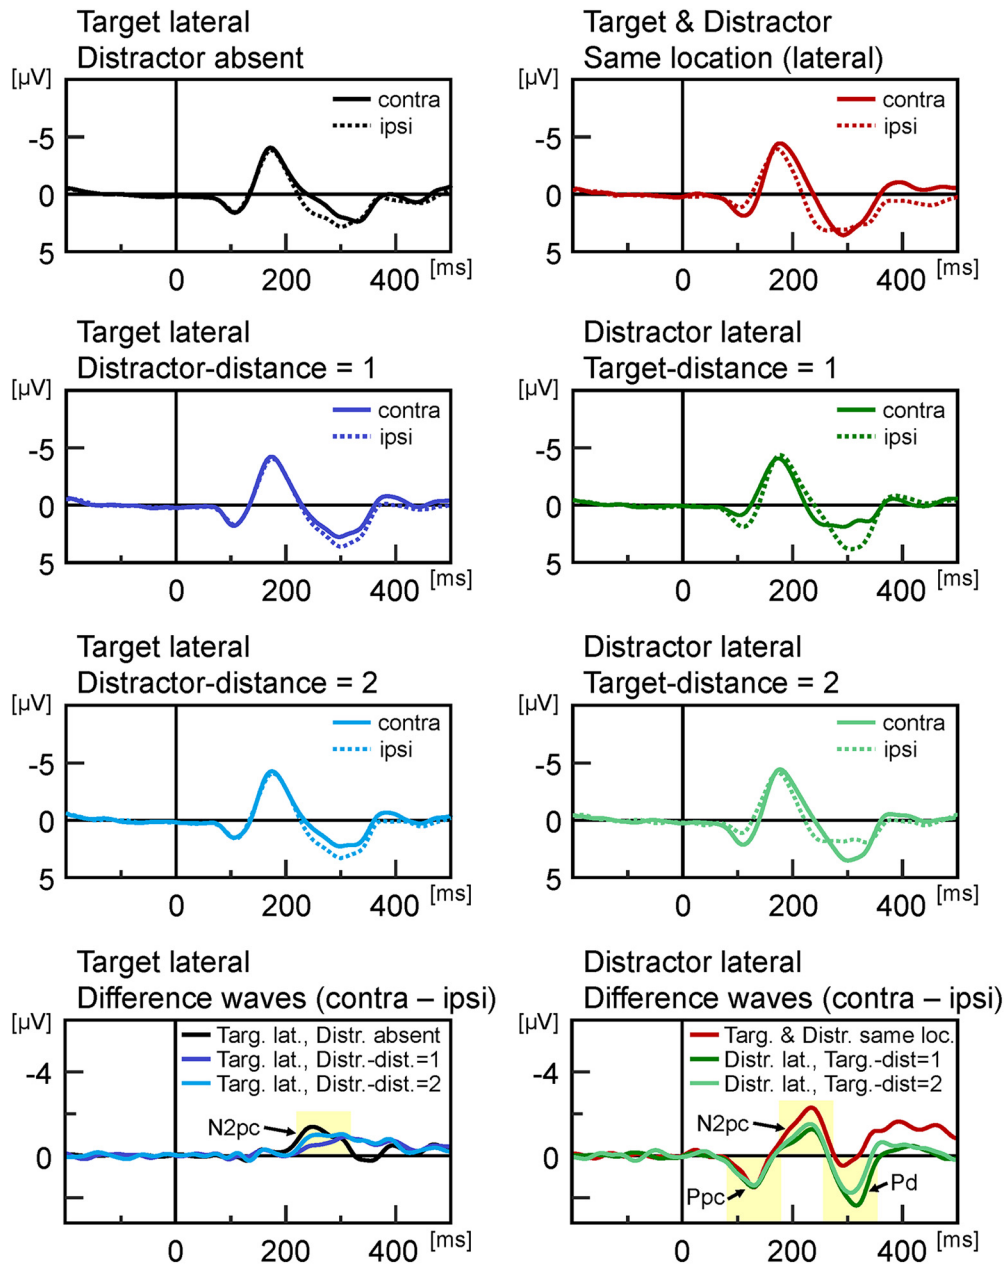 Target lateral
Distractor absent
[µV]
contra
ipsi
-5
0
5
0
200
400
[ms]
Target & Distractor
Same location (lateral)
[µV]
contra
ipsi
-5
0
5
0
200
400
[ms]
Target lateral
Distractor-distance = 1
[µV]
contra
ipsi
-5
0
5
0
200
400
[ms]
Distractor lateral
Target-distance = 1
[µV]
contra
ipsi
-5
0
5
0
200
400
[ms]
Target lateral
Distractor-distance = 2
[µV]
contra
ipsi
-5
0
5
0
200
400
[ms]
Distractor lateral
Target-distance = 2
[µV]
contra
ipsi
-5
0
5
0
200
400
[ms]
Target lateral
Difference waves (contra – ipsi)
[µV]
Targ. lat., Distr. absent
Targ. lat., Distr.-dist.=1
Targ. lat., Distr.-dist.=2
-4
N2pc
0
0
200
400
[ms]
Distractor lateral
Difference waves (contra – ipsi)
[µV]
Targ. & Distr. same loc.
Distr. lat., Targ.-dist=1
Distr. lat., Targ.-dist=2
-4
N2pc
0
Ppc
Pd
0
200
400
[ms]